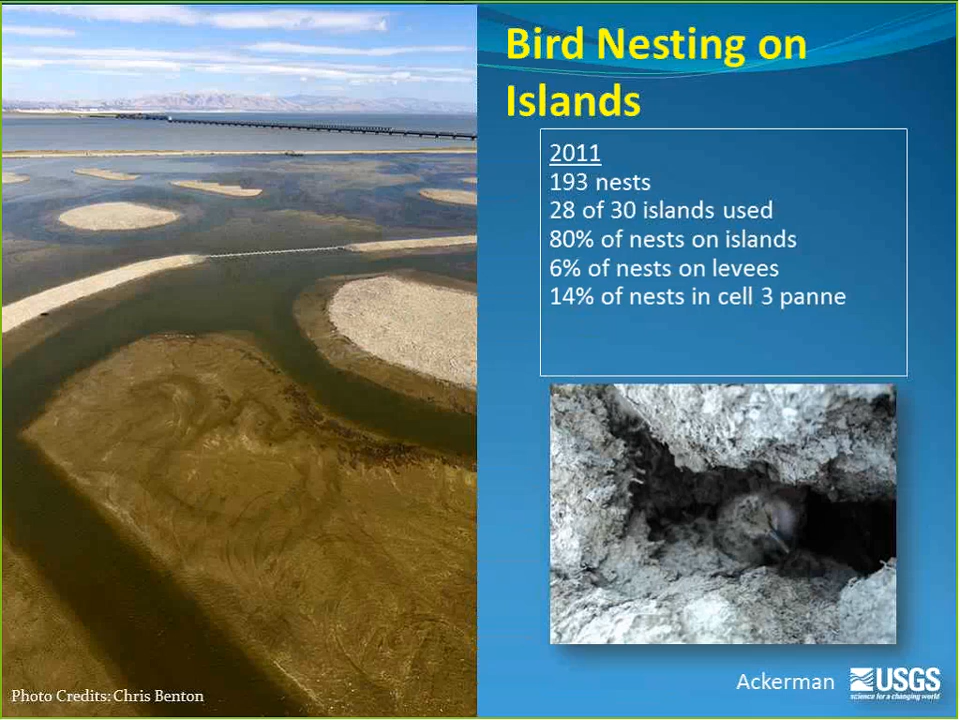 Bird Nesting on
Islands
2011
193 nests
28 of 30 islands used
80% of nests on islands
6% of nests on levees
14% of nests in cell 3 panne
Photo Credits: Chris Benton
Ackerman
USGS
science for a changing world